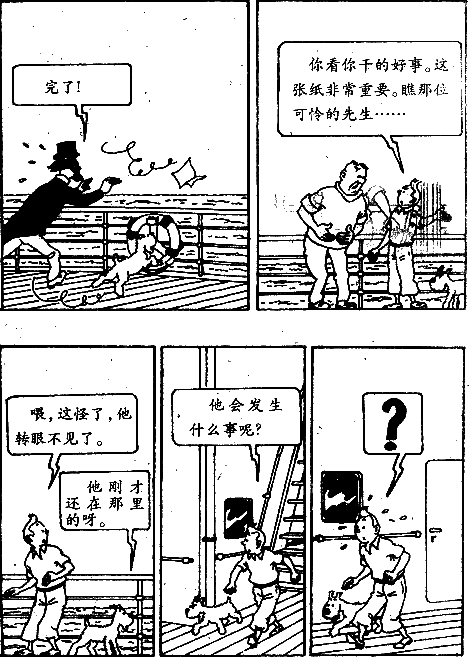 完了!
你看你干的好事。这
张纸非常重要。瞧那位
可怜的先生……
喂,这怪了,他
转眼不见了。
他刚才
还在那里
的呀。
他会发生
什么事呢?
?